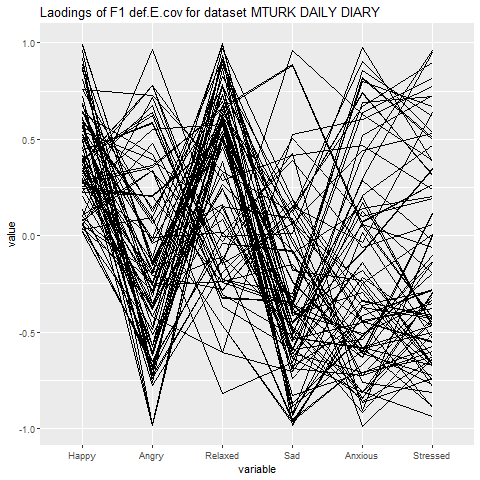 Laodings of F1 def.E.cov for dataset MTURK DAILY DIARY
1.0
0.5
0.0
-0.5
-1.0
value
Happy Angry Relaxed Sad Anxious Stressed
variable